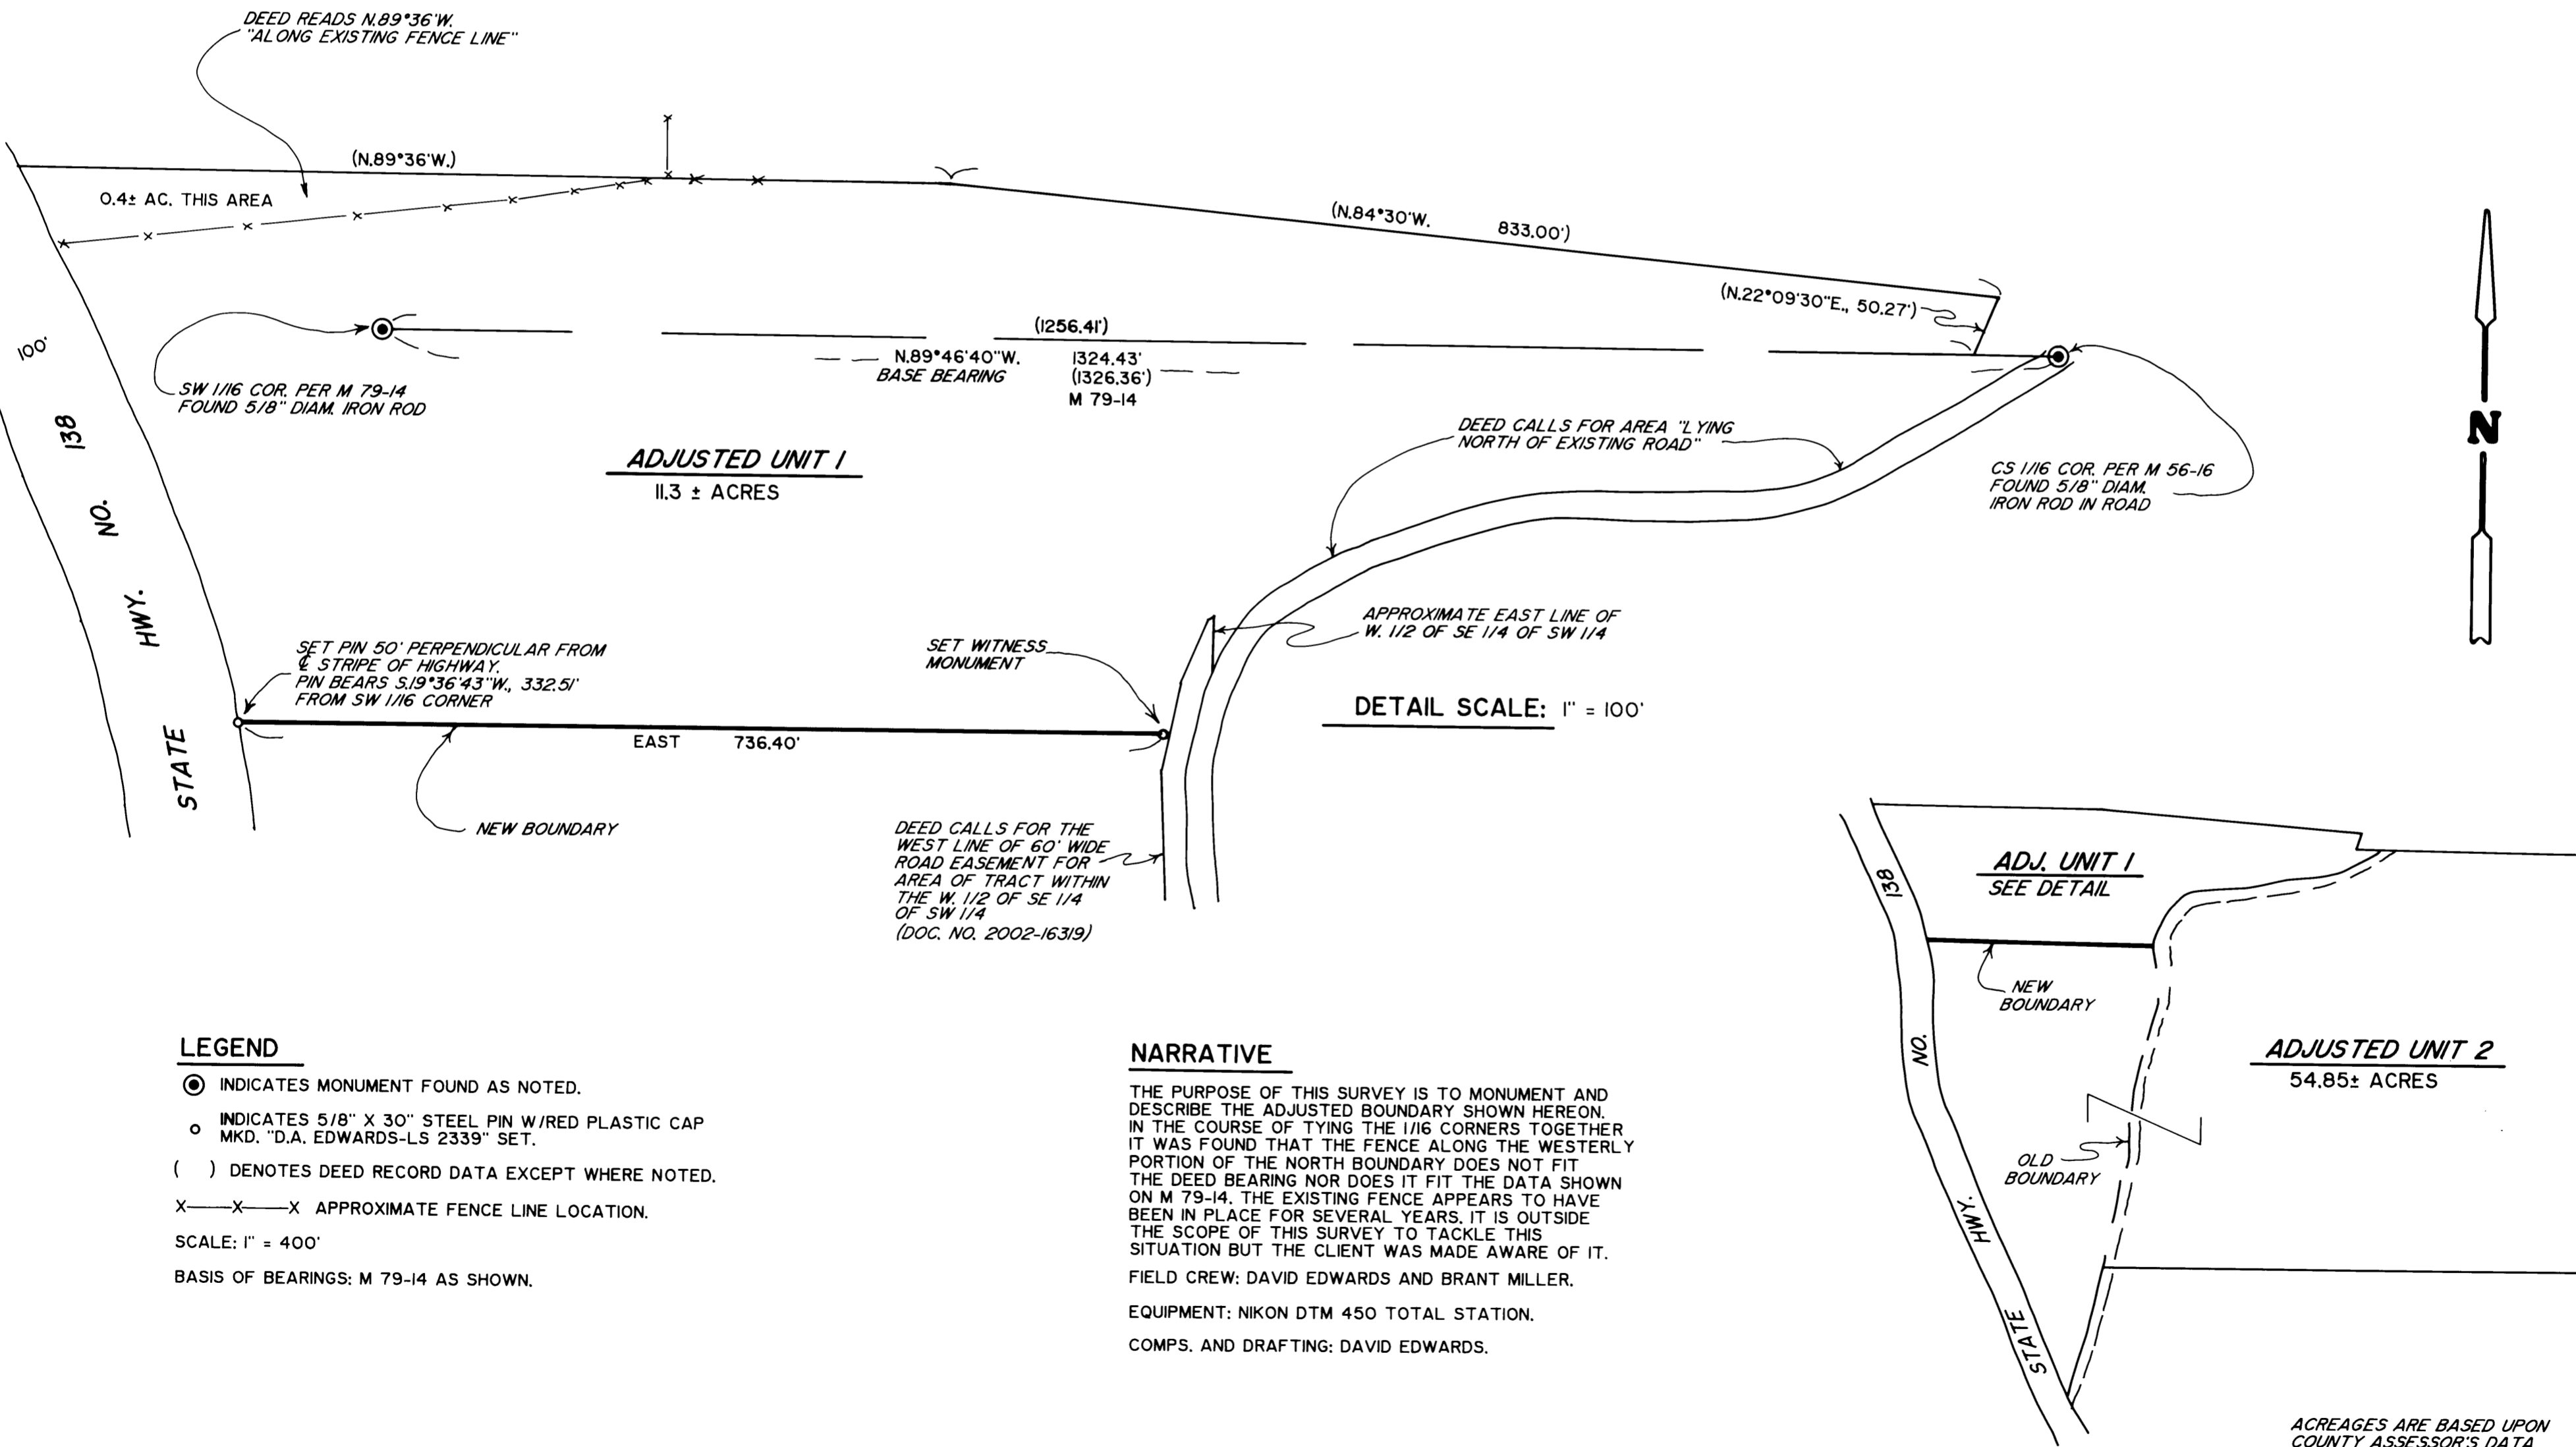 DEED READS N.89°36'W.
"ALONG EXISTING FENCE LINE"
(N.89°36'W.)
0.4± AC. THIS AREA
(N.84°30'W. 833.00')
(N.22°09'30"E., 50.27')
(1256.41')
N.89°46'40"W. 1324.43'
BASE BEARING (1326.36')
M 79-14
100'
SW 1/16 COR. PER M 79-14
FOUND 5/8" DIAM. IRON ROD
ADJUSTED UNIT 1
11.3 ± ACRES
DEED CALLS FOR AREA "LYING
NORTH OF EXISTING ROAD"
CS 1/16 COR. PER M 56-16
FOUND 5/8" DIAM.
IRON ROD IN ROAD
N
STATE HWY. NO. 138
SET PIN 50' PERPENDICULAR FROM
℄ STRIPE OF HIGHWAY.
PIN BEARS S.19°36'43"W., 332.51'
FROM SW 1/16 CORNER
SET WITNESS
MONUMENT
APPROXIMATE EAST LINE OF
W. 1/2 OF SE 1/4 OF SW 1/4
DETAIL SCALE: 1" = 100'
EAST 736.40'
NEW BOUNDARY
DEED CALLS FOR THE
WEST LINE OF 60' WIDE
ROAD EASEMENT FOR
AREA OF TRACT WITHIN
THE W. 1/2 OF SE 1/4
OF SW 1/4
(DOC. NO. 2002-16319)
ADJ. UNIT 1
SEE DETAIL
NEW
BOUNDARY
ADJUSTED UNIT 2
54.85± ACRES
OLD
BOUNDARY
STATE HWY. NO. 138
LEGEND
INDICATES MONUMENT FOUND AS NOTED.
INDICATES 5/8" X 30" STEEL PIN W/RED PLASTIC CAP
MKD. "D.A. EDWARDS-LS 2339" SET.
( ) DENOTES DEED RECORD DATA EXCEPT WHERE NOTED.
X——X——X APPROXIMATE FENCE LINE LOCATION.
SCALE: 1" = 400'
BASIS OF BEARINGS: M 79-14 AS SHOWN.
NARRATIVE
THE PURPOSE OF THIS SURVEY IS TO MONUMENT AND
DESCRIBE THE ADJUSTED BOUNDARY SHOWN HEREON.
IN THE COURSE OF TYING THE 1/16 CORNERS TOGETHER
IT WAS FOUND THAT THE FENCE ALONG THE WESTERLY
PORTION OF THE NORTH BOUNDARY DOES NOT FIT
THE DEED BEARING NOR DOES IT FIT THE DATA SHOWN
ON M 79-14. THE EXISTING FENCE APPEARS TO HAVE
BEEN IN PLACE FOR SEVERAL YEARS. IT IS OUTSIDE
THE SCOPE OF THIS SURVEY TO TACKLE THIS
SITUATION BUT THE CLIENT WAS MADE AWARE OF IT.
FIELD CREW: DAVID EDWARDS AND BRANT MILLER.
EQUIPMENT: NIKON DTM 450 TOTAL STATION.
COMPS. AND DRAFTING: DAVID EDWARDS.
ACREAGES ARE BASED UPON
COUNTY ASSESSOR'S DATA